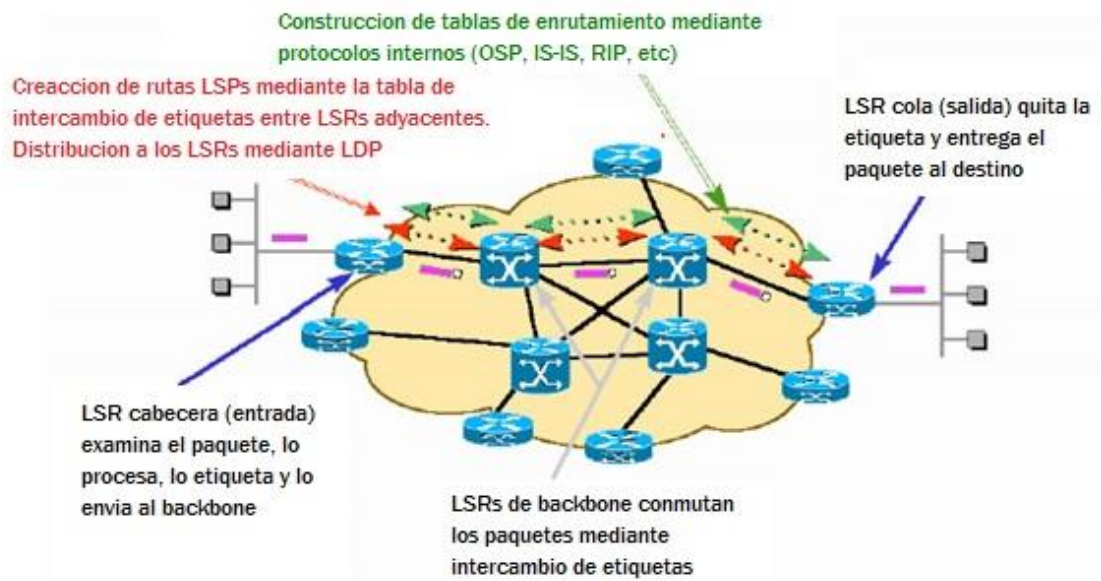 Construccion de tablas de enrutamiento mediante
protocolos internos (OSP, IS-IS, RIP, etc)
Creaccion de rutas LSPs mediante la tabla de
intercambio de etiquetas entre LSRs adyacentes.
Distribucion a los LSRs mediante LDP
LSR cola (salida) quita la
etiqueta y entrega el
paquete al destino
LSR cabecera (entrada)
examina el paquete, lo
procesa, lo etiqueta y lo
envia al backbone
LSRs de backbone conmutan
los paquetes mediante
intercambio de etiquetas